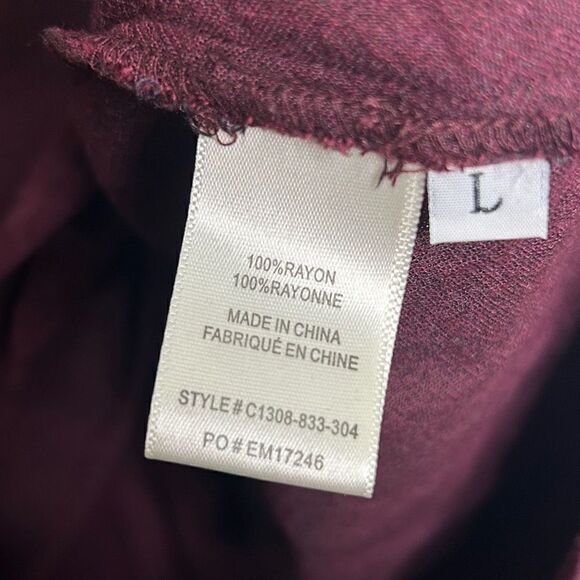 L
100%RAYON
100%RAYONNE
MADE IN CHINA
FABRIQUÉ EN CHINE
STYLE#C1308-833-304
PO#EM17246